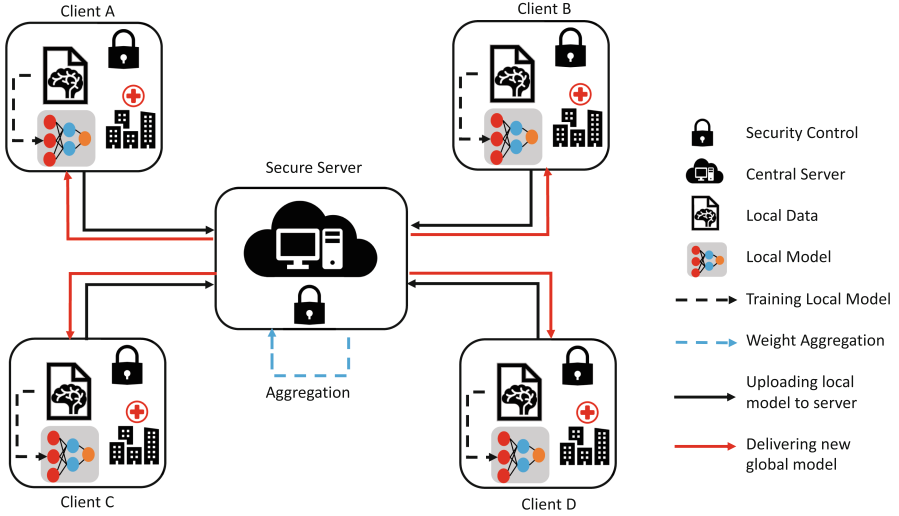 Client A
Client B
Secure Server
Aggregation
Client C
Client D
Security Control
Central Server
Local Data
Local Model
Training Local Model
Weight Aggregation
Uploading local
model to server
Delivering new
global model